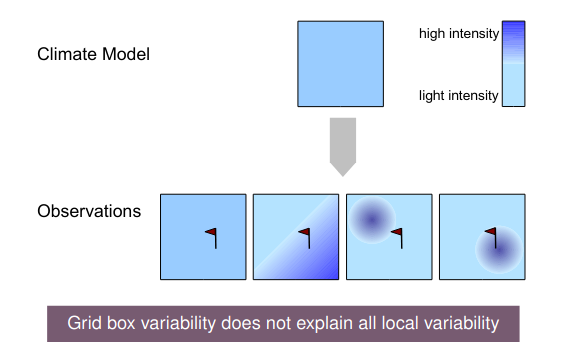 Climate Model
high intensity
light intensity
Observations
Grid box variability does not explain all local variability